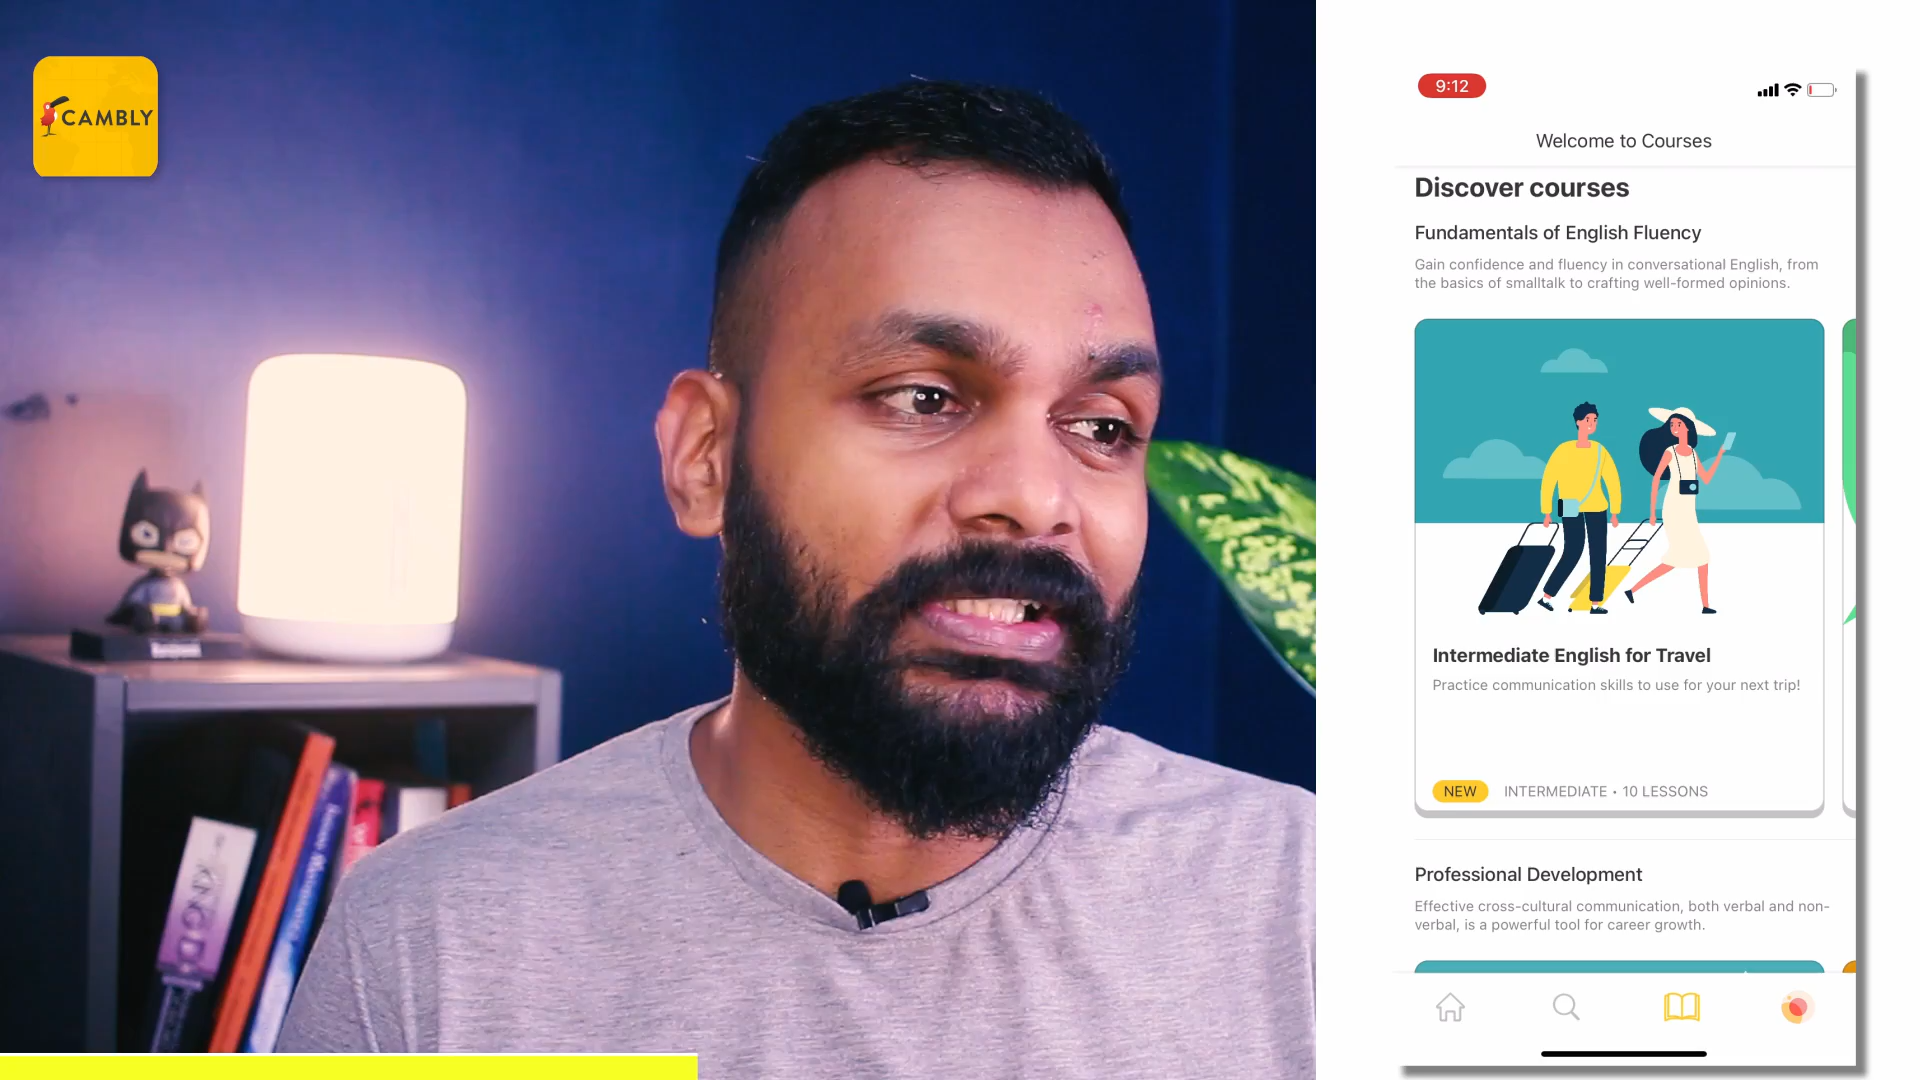 CAMBLY
9:12
Welcome to Courses
Discover courses
Fundamentals of English Fluency
Gain confidence and fluency in conversational English, from
the basics of smalltalk to crafting well-formed opinions.
Intermediate English for Travel
Practice communication skills to use for your next trip!
NEW INTERMEDIATE • 10 LESSONS
Professional Development
Effective cross-cultural communication, both verbal and non-
verbal, is a powerful tool for career growth.